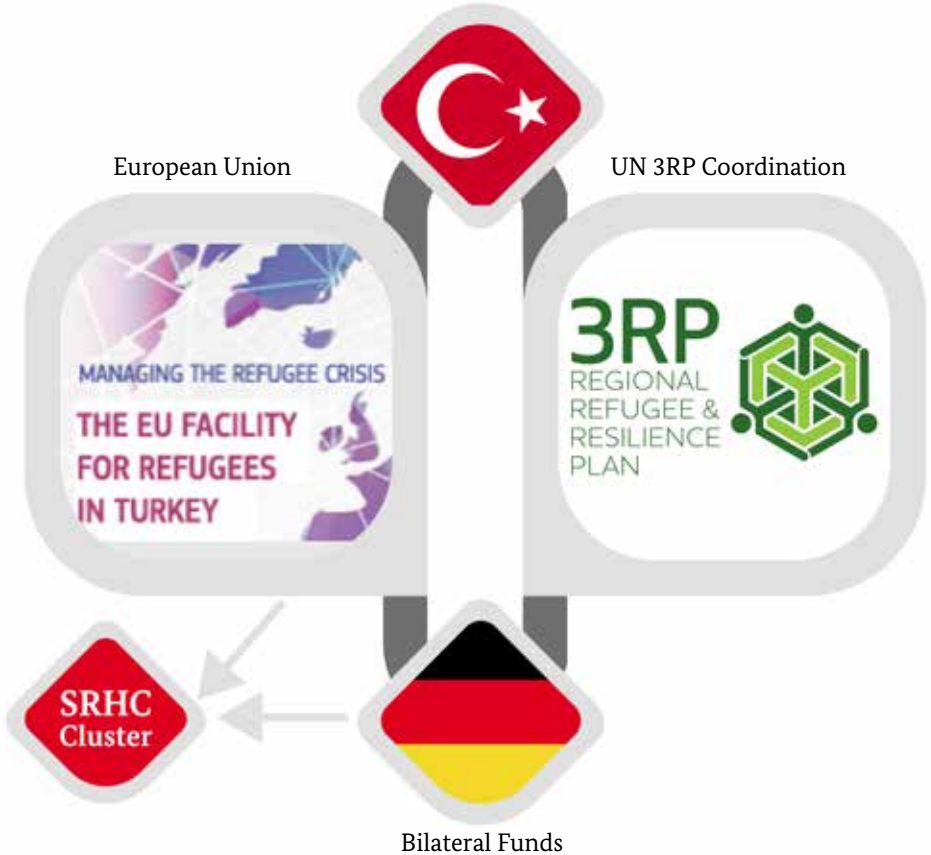 European Union
UN 3RP Coordination
MANAGING THE REFUGEE CRISIS
THE EU FACILITY
FOR REFUGEES
IN TURKEY
3RP
REGIONAL
REFUGEE &
RESILIENCE
PLAN
SRHC
Cluster
Bilateral Funds